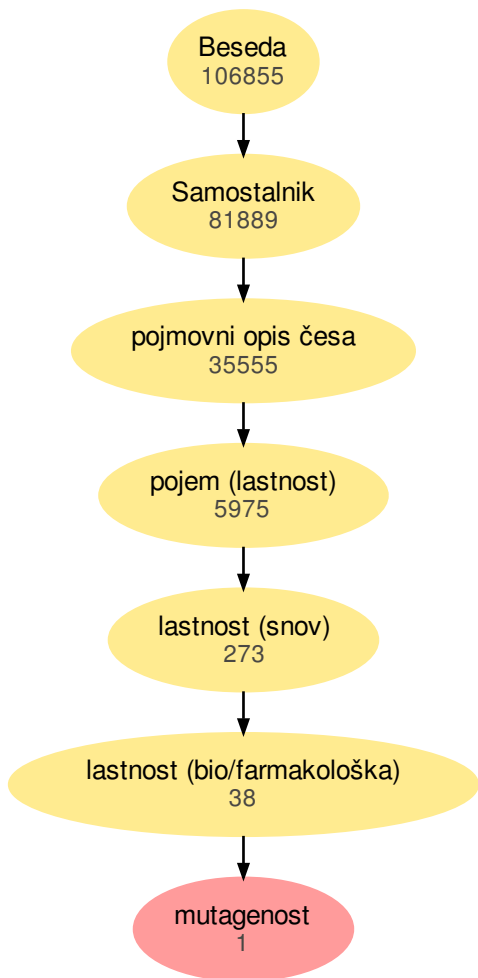 Beseda
106855
Samostalnik
81889
pojmovni opis česa
35555
pojem (lastnost)
5975
lastnost (snov)
273
lastnost (bio/farmakološka)
38
mutagenost
1